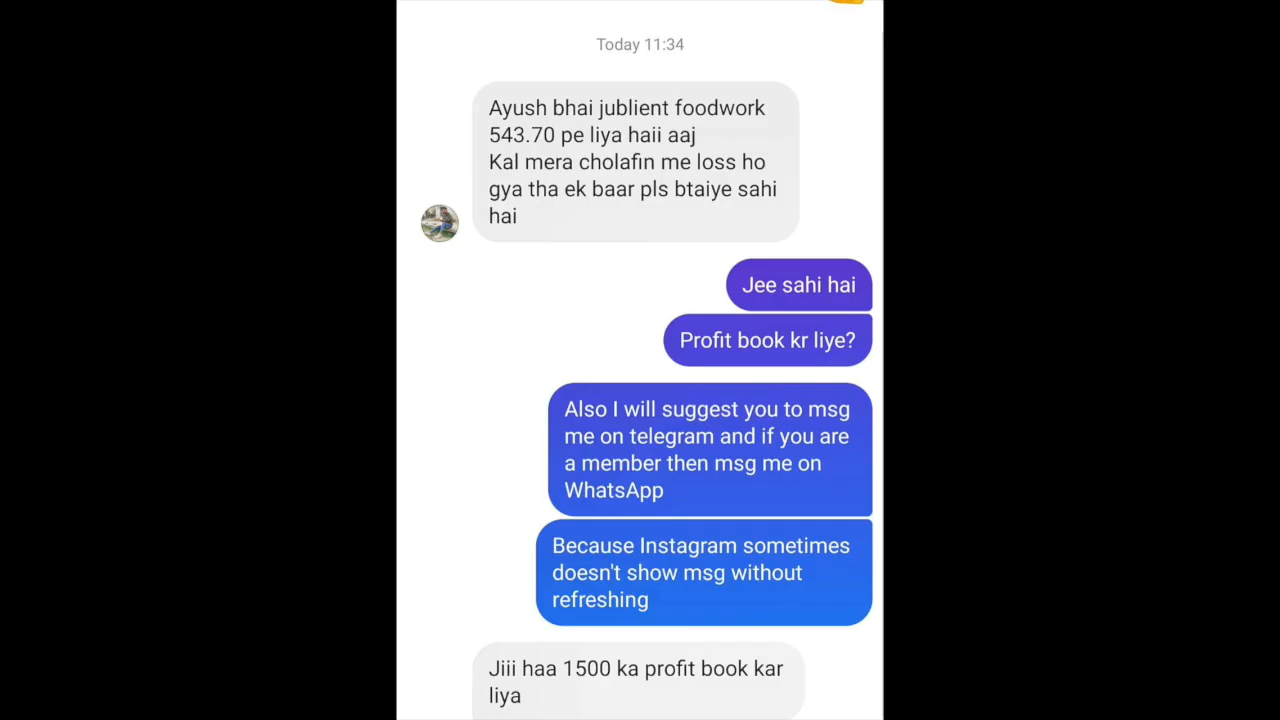 Today 11:34
Ayush bhai jublient foodwork
543.70 pe liya haii aaj
Kal mera cholafin me loss ho
gya tha ek baar pls btaiye sahi
hai
Jee sahi hai
Profit book kr liye?
Also I will suggest you to msg
me on telegram and if you are
a member then msg me on
WhatsApp
Because Instagram sometimes
doesn't show msg without
refreshing
Jiii haa 1500 ka profit book kar
liya